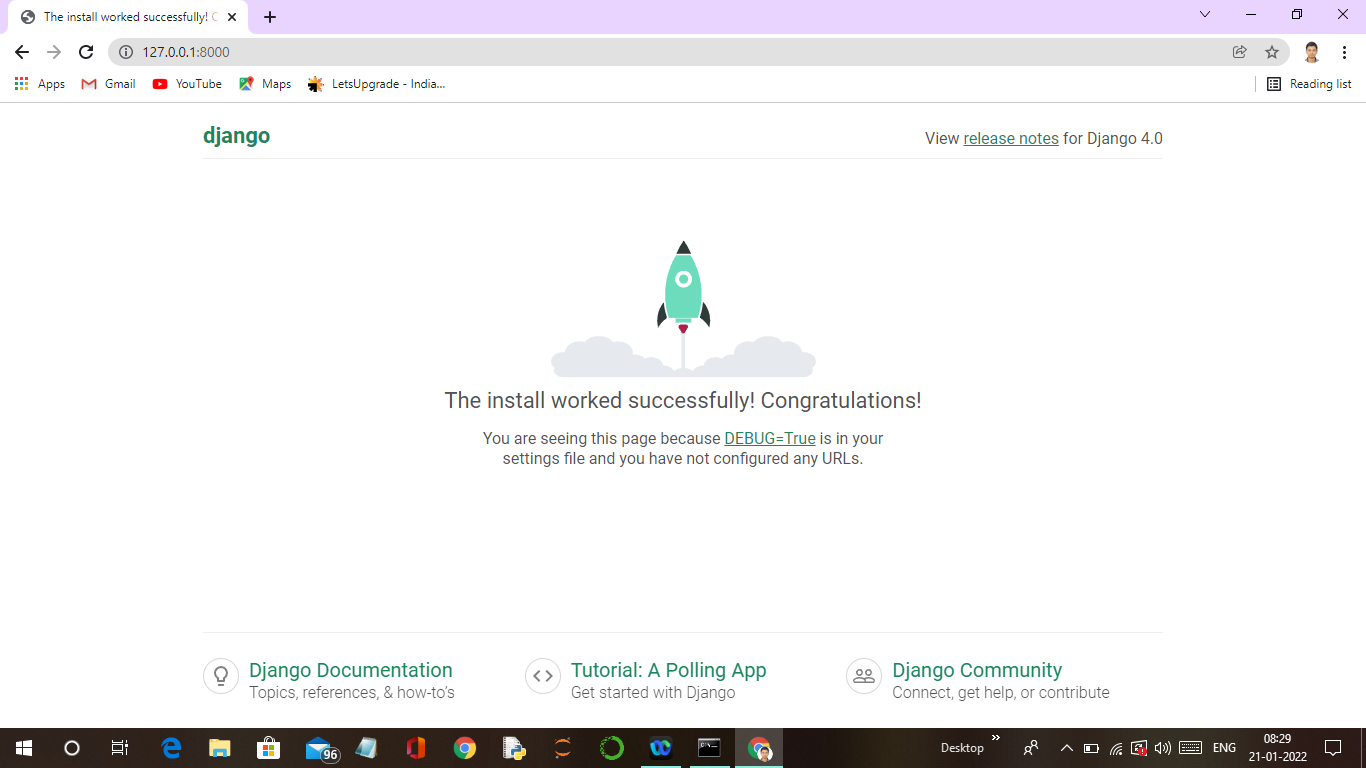 The install worked successfully! C
127.0.0.1:8000
Apps Gmail YouTube Maps LetsUpgrade - India... Reading list
django
View release notes for Django 4.0
The install worked successfully! Congratulations!
You are seeing this page because DEBUG=True is in your
settings file and you have not configured any URLs.
Django Documentation
Topics, references, & how-to's
Tutorial: A Polling App
Get started with Django
Django Community
Connect, get help, or contribute
96
Desktop
ENG
08:29
21-01-2022